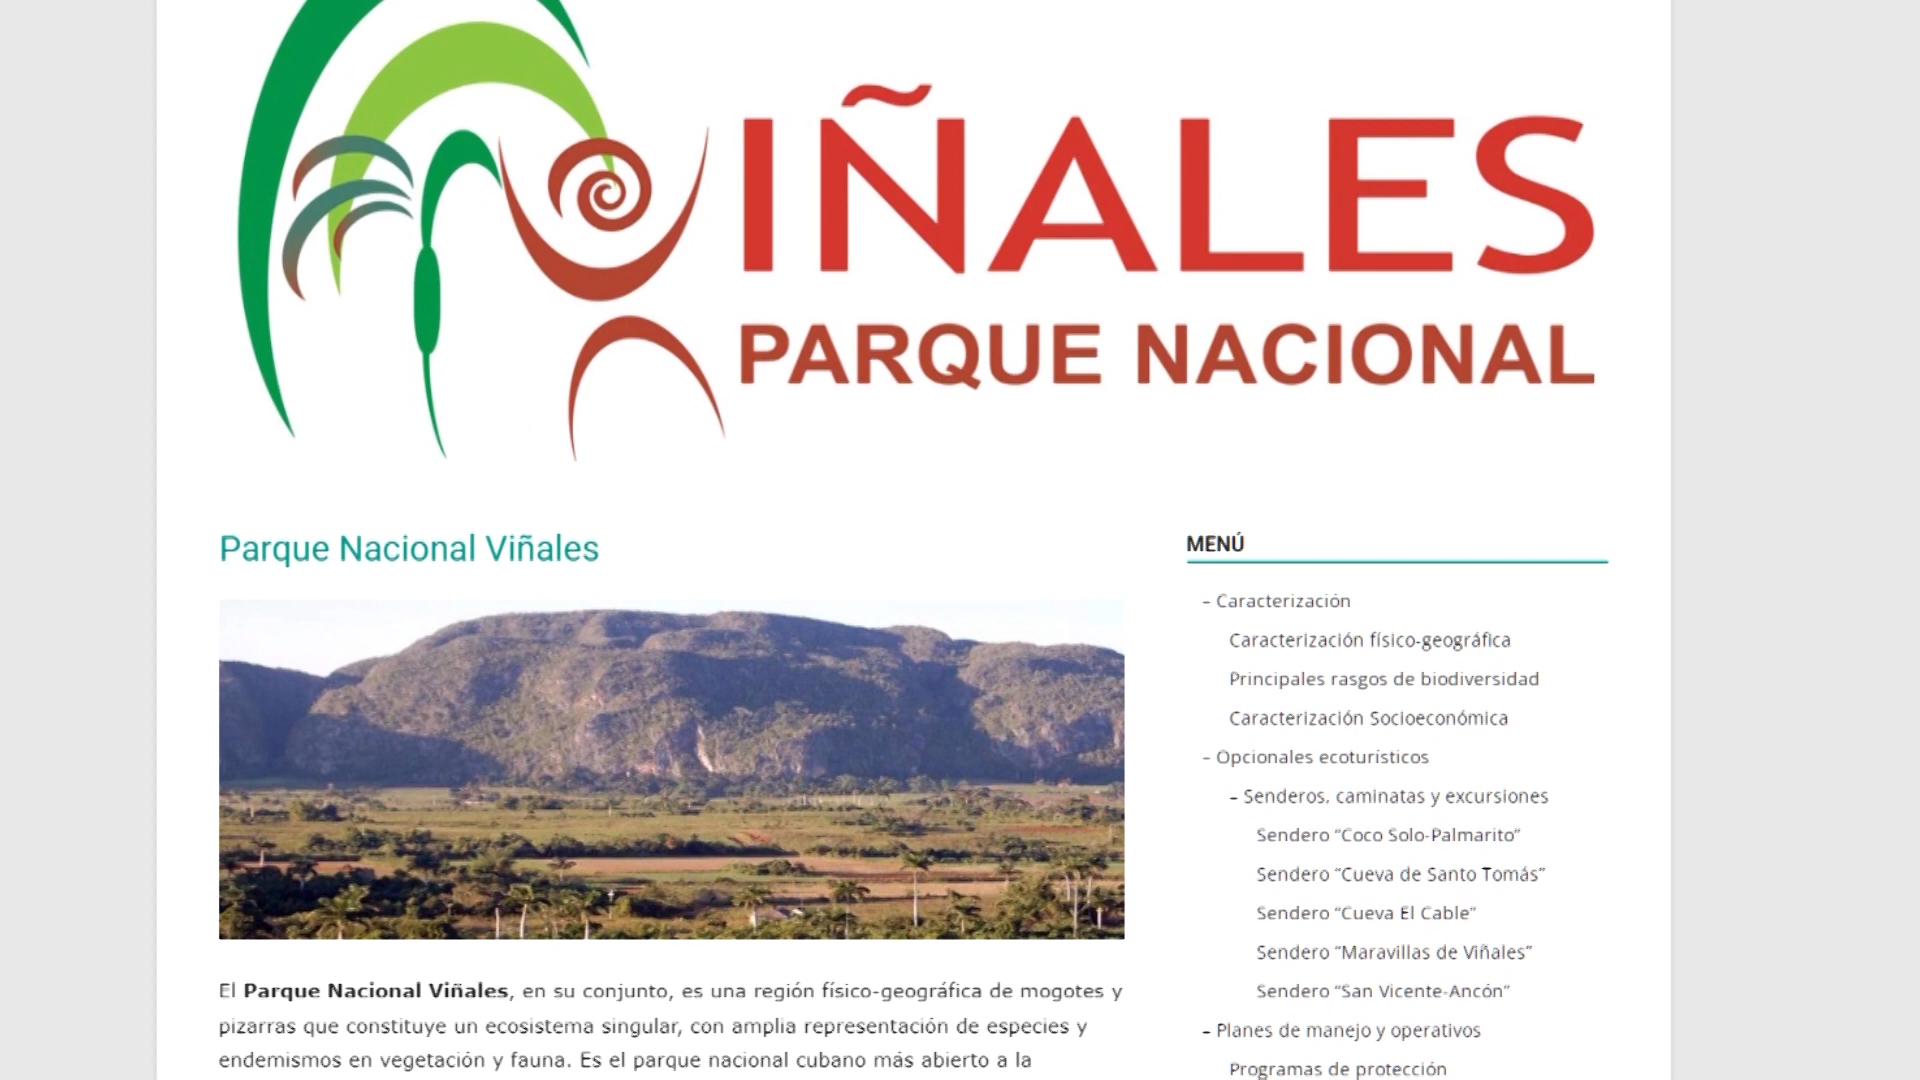 IÑALES
PARQUE NACIONAL
Parque Nacional Viñales
El Parque Nacional Viñales, en su conjunto, es una región físico-geográfica de mogotes y
pizarras que constituye un ecosistema singular, con amplia representación de especies y
endemismos en vegetación y fauna. Es el parque nacional cubano más abierto a la
MENÚ
– Caracterización
Caracterización físico-geográfica
Principales rasgos de biodiversidad
Caracterización Socioeconómica
– Opcionales ecoturísticos
– Senderos, caminatas y excursiones
Sendero “Coco Solo-Palmarito”
Sendero “Cueva de Santo Tomás”
Sendero “Cueva El Cable”
Sendero “Maravillas de Viñales”
Sendero “San Vicente-Ancón”
– Planes de manejo y operativos
Programas de protección